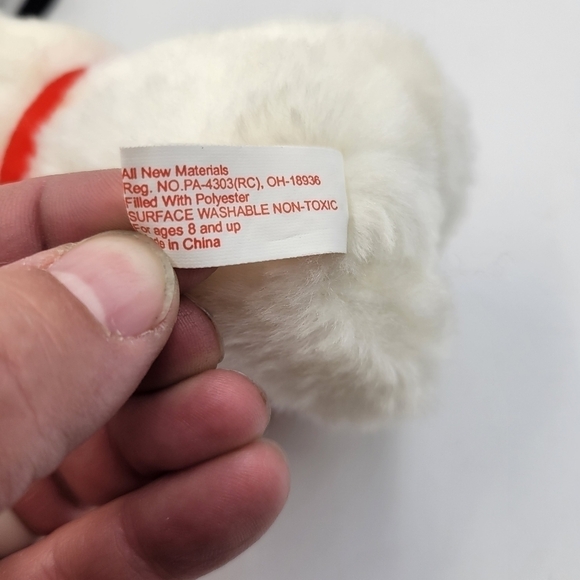 All New Materials
Reg. NO.PA-4303(RC), OH-18936
Filled With Polyester
SURFACE WASHABLE NON-TOXIC
For ages 8 and up
in China